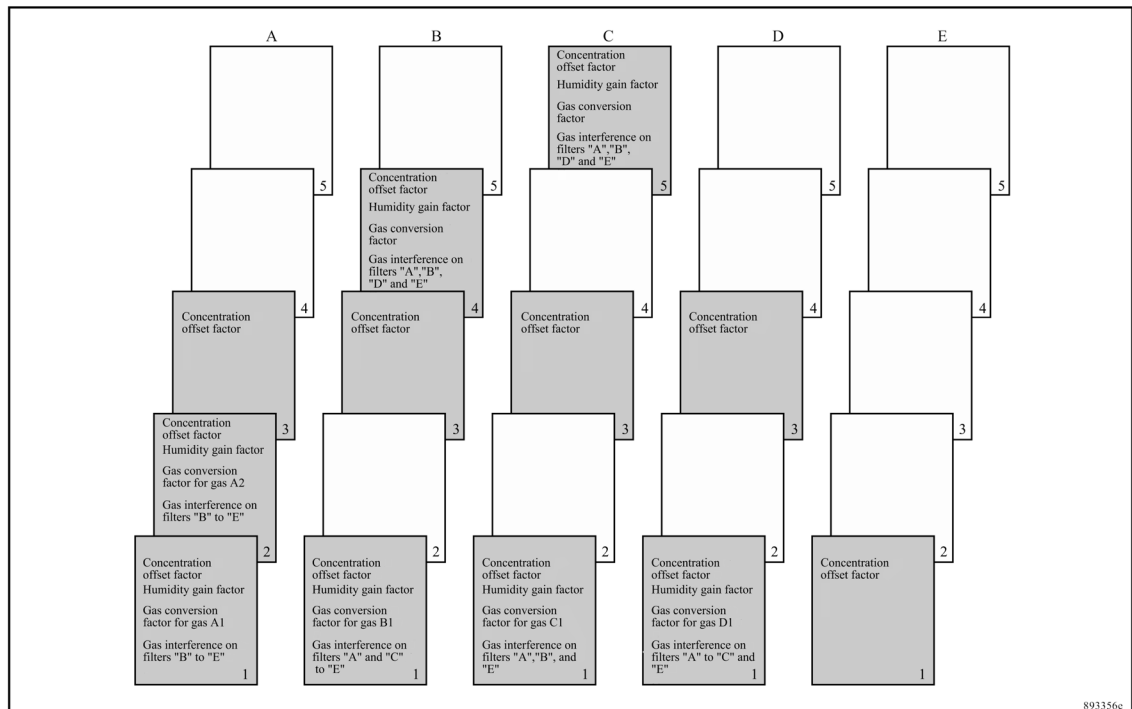 A B C D E
Concentration
offset factor
Humidity gain factor
Gas conversion
factor
Gas interference on
filters "A","B",
"D" and "E"
5
5
5
5
5
Concentration
offset factor
Humidity gain factor
Gas conversion
factor
Gas interference on
filters "A","B",
"D" and "E"
4
4
4
4
4
Concentration
offset factor
3
Concentration
offset factor
3
Concentration
offset factor
3
Concentration
offset factor
3
3
Concentration
offset factor
Humidity gain factor
Gas conversion
factor for gas A2
Gas interference on
filters "B" to "E"
2
2
2
2
2
Concentration
offset factor
Humidity gain factor
Gas conversion
factor for gas A1
Gas interference on
filters "B" to "E"
1
Concentration
offset factor
Humidity gain factor
Gas conversion
factor for gas B1
Gas interference on
filters "A" and "C"
to "E"
1
Concentration
offset factor
Humidity gain factor
Gas conversion
factor for gas C1
Gas interference on
filters "A","B", and
"E"
1
Concentration
offset factor
Humidity gain factor
Gas conversion
factor for gas D1
Gas interference on
filters "A" to "C" and
"E"
1
Concentration
offset factor
1
893356e